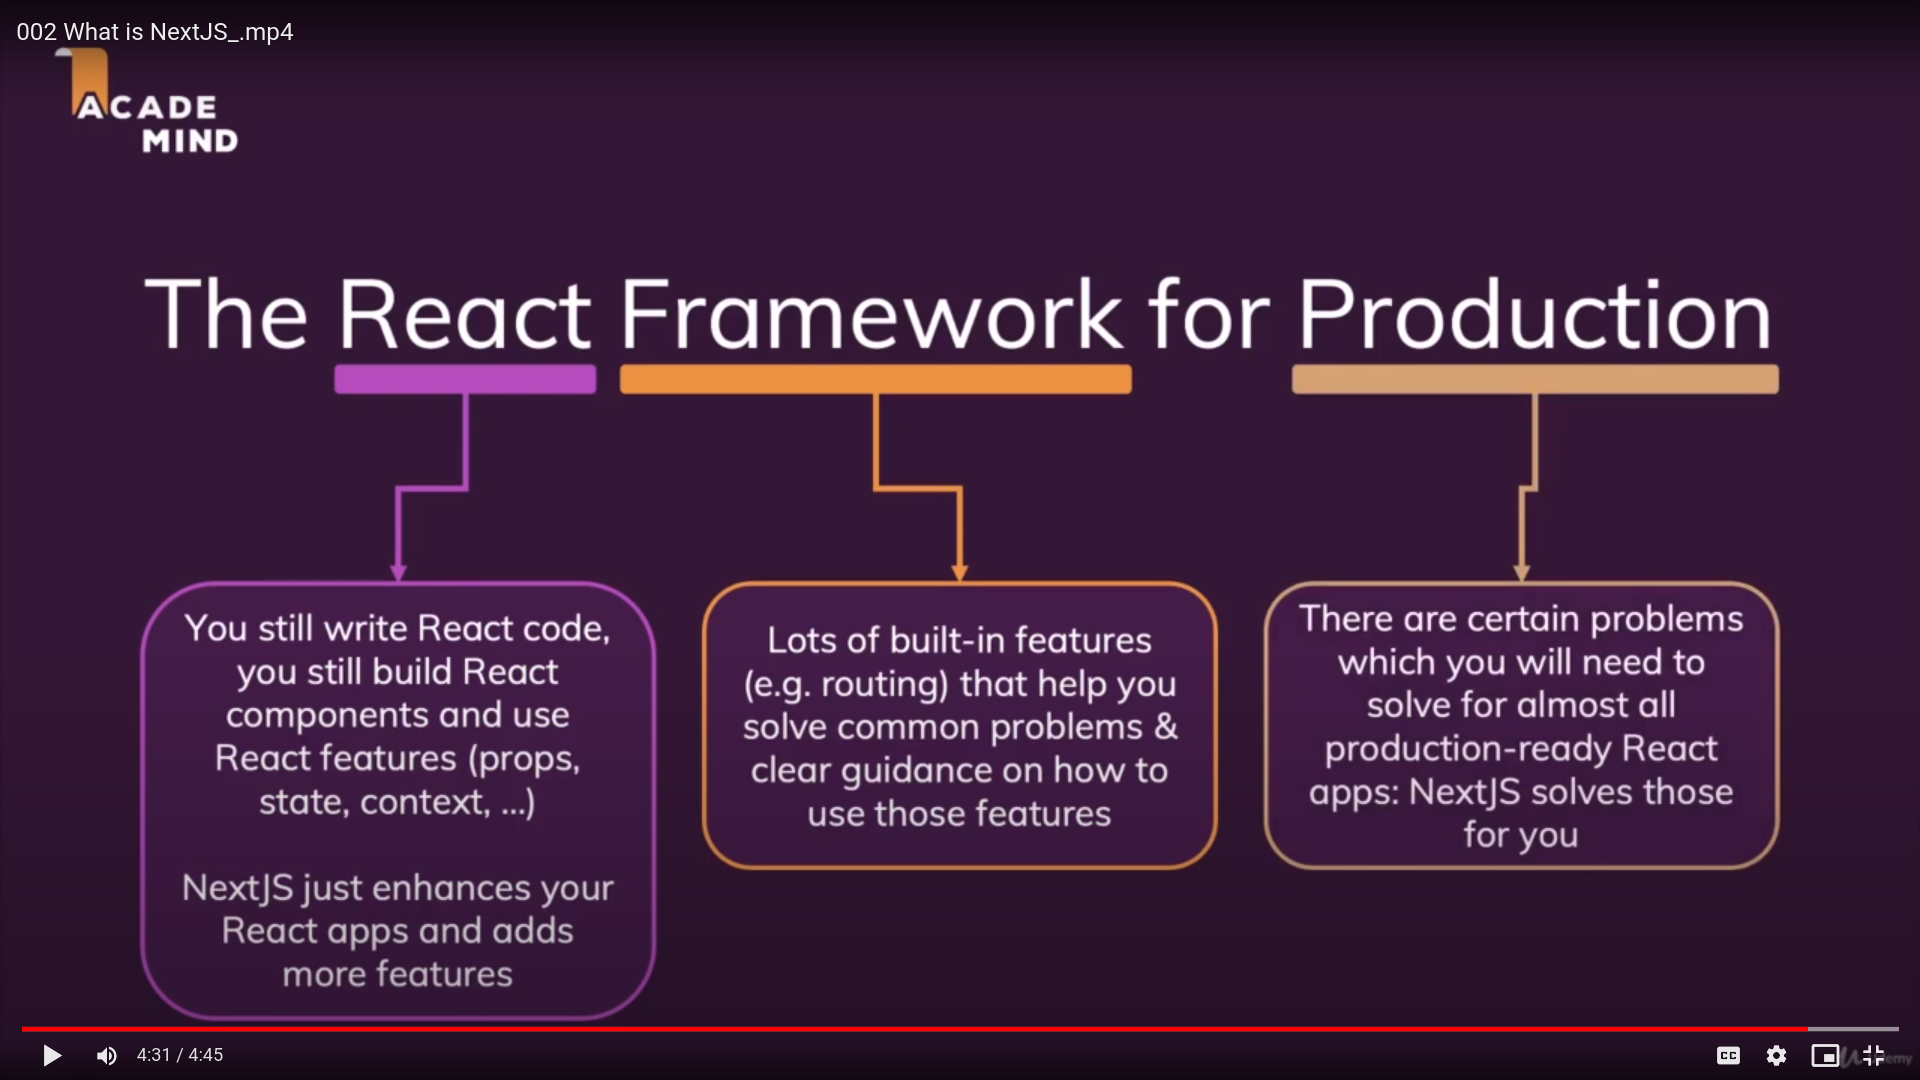 002 What is NextJS_.mp4
ACADE
MIND
The React Framework for Production
You still write React code,
you still build React
components and use
React features (props,
state, context, ...)
NextJS just enhances your
React apps and adds
more features
Lots of built-in features
(e.g. routing) that help you
solve common problems &
clear guidance on how to
use those features
There are certain problems
which you will need to
solve for almost all
production-ready React
apps: NextJS solves those
for you
4:31 / 4:45
CC